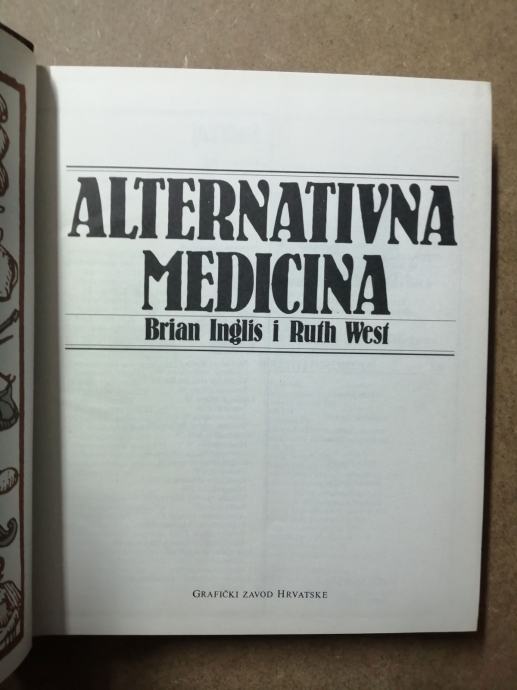 ALTERNATIVNA
MEDICINA
Brian Inglis i Ruth West
GRAFIČKI ZAVOD HRVATSKE